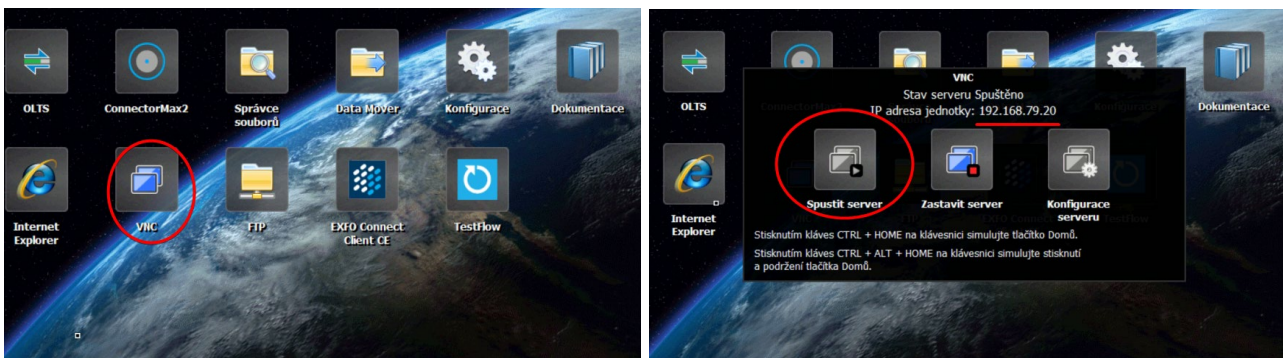 OLTS
ConnectorMax2
Správce
souborů
Data Mover
Konfigurace
Dokumentace
Internet
Explorer
VNC
FTP
EXFO Connect
Client CE
TestFlow
OLTS
Dokumentace
Internet
Explorer
VNC
Stav serveru Spuštěno
IP adresa jednotky: 192.168.79.20
Spustit server
Zastavit server
Konfigurace
serveru
Stisknutím kláves CTRL + HOME na klávesnici simulujte tlačítko Domů.
Stisknutím kláves CTRL + ALT + HOME na klávesnici simulujte stisknutí
a podržení tlačítka Domů.